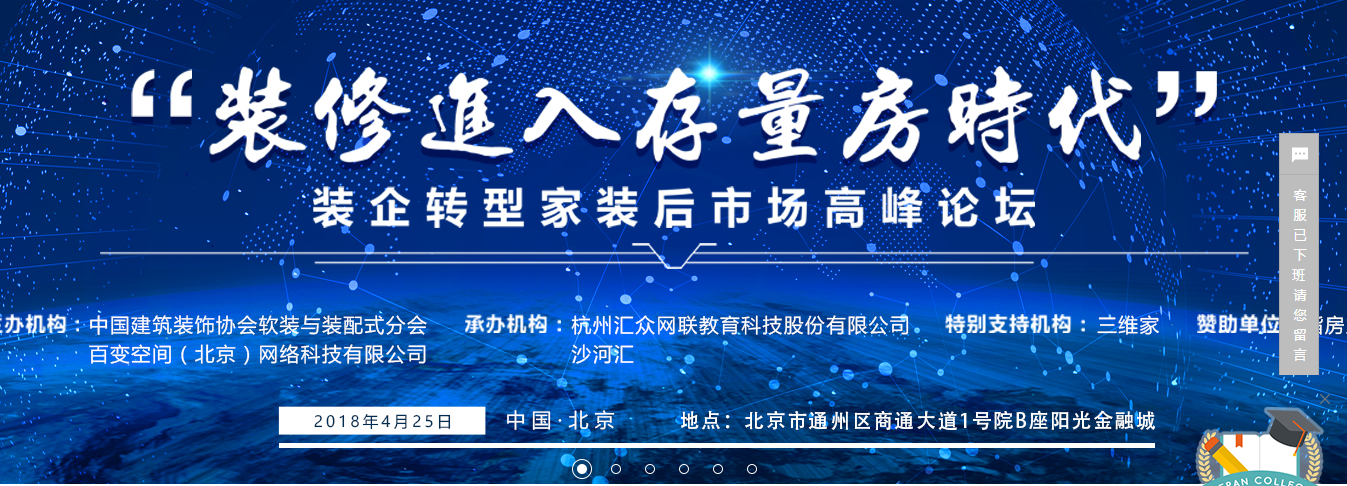 “装修進入存量房時代”
装企转型家装后市场高峰论坛
办机构：中国建筑装饰协会软装与装配式分会
百变空间（北京）网络科技有限公司
承办机构：杭州汇众网联教育科技股份有限公司
沙河汇
特别支持机构：三维家
赞助单位
房
2018年4月25日
中国·北京
地点：北京市通州区商通大道1号院B座阳光金融城
客服已下班请您留言